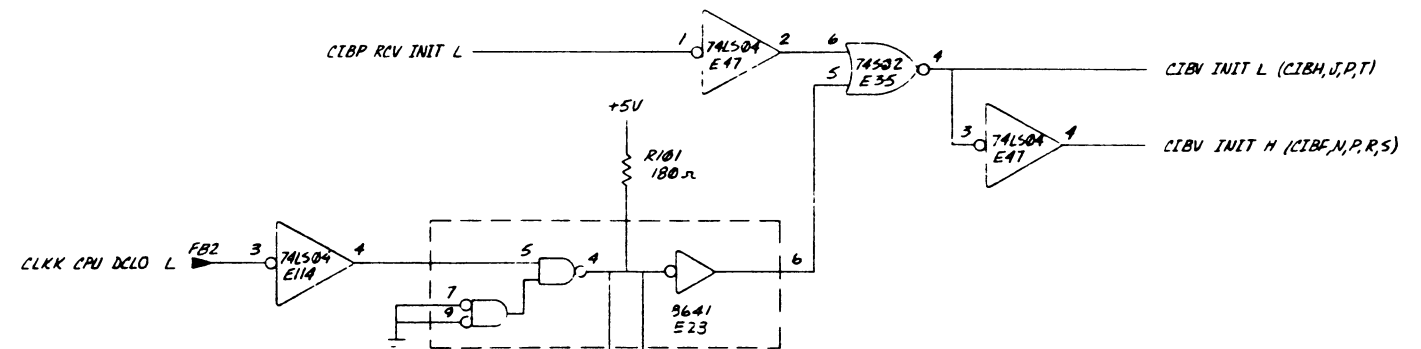 CIBP RCV INIT L
1
74LS04
E47
2
6
5
74S02
E35
4
CIBV INIT L (CIBH,J,P,T)
3
74LS04
E47
4
CIBV INIT H (CIBF,N,P,R,S)
+5V
R101
180Ω
CLKK CPU DCLO L
FB2
3
74LS04
E114
4
5
4
7
9
8641
E23
6